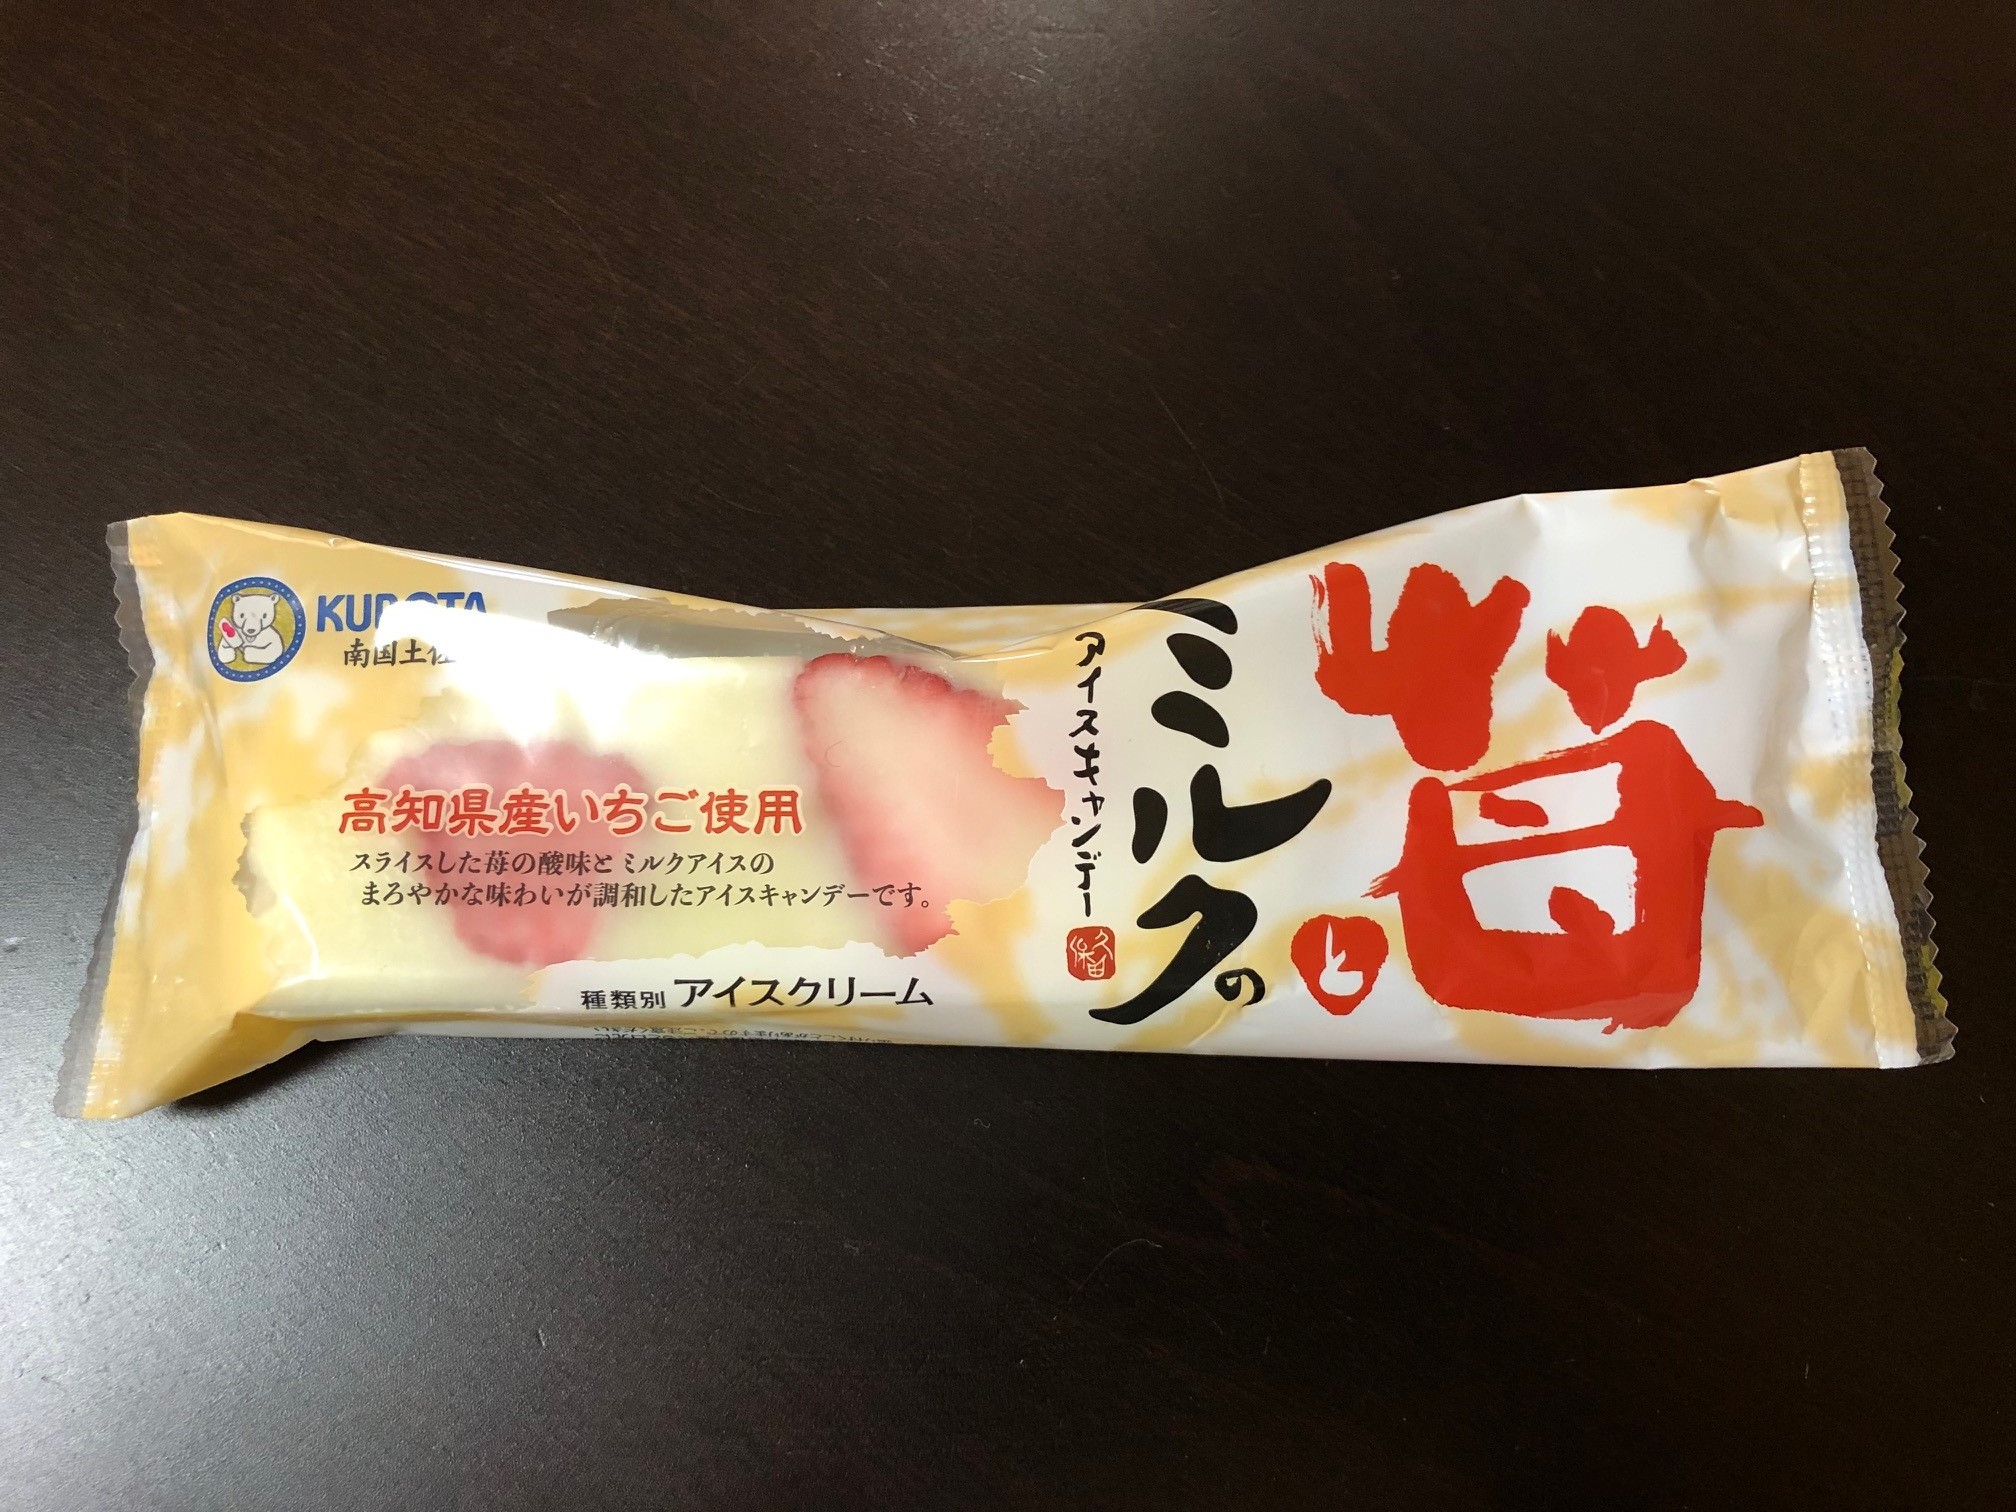 KUBOTA
南国土佐
苺
と
ミルクの
アイスキャンデー
久保田
高知県産いちご使用
スライスした苺の酸味とミルクアイスの
まろやかな味わいが調和したアイスキャンデーです。
種類別 アイスクリーム